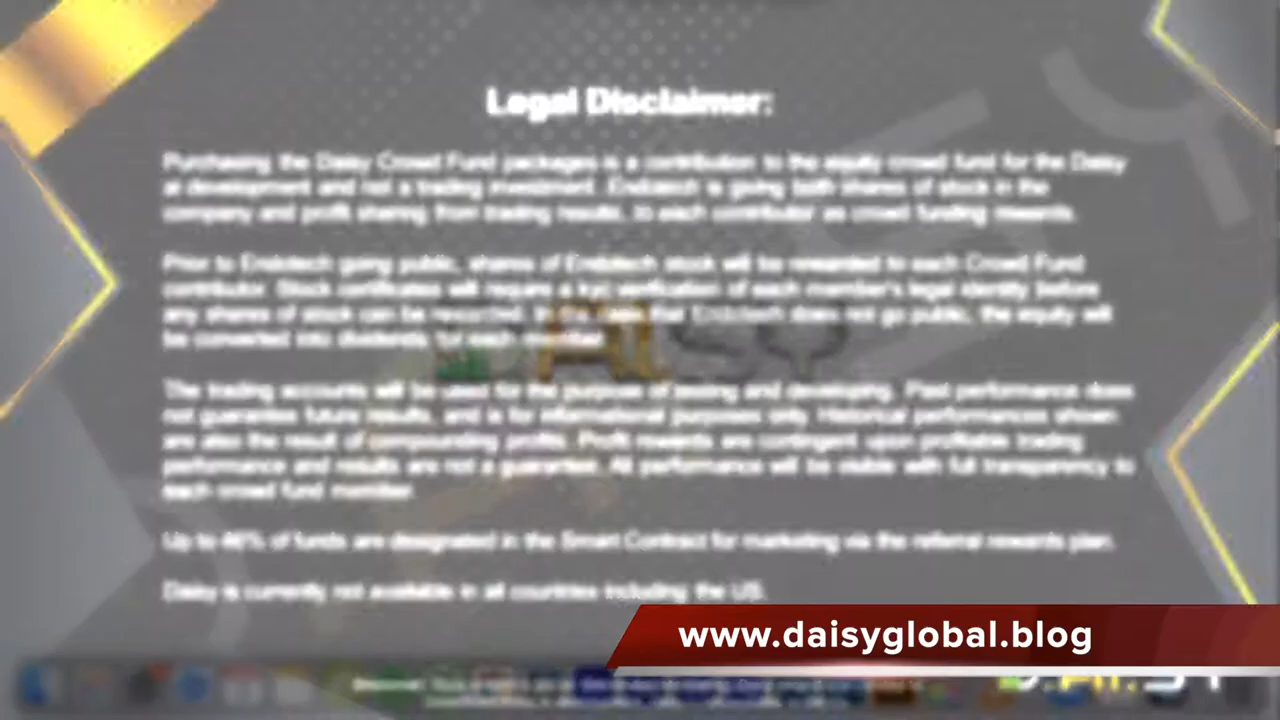 Legal Disclaimer:
Purchasing the Daisy Crowd Fund packages is a contribution to the equity crowd fund for the Daisy
ai development and not a trading investment. Endotech is giving both shares of stock in the
company and profit sharing from trading results, to each contributor as crowd funding rewards.
Prior to Endotech going public, shares of Endotech stock will be rewarded to each Crowd Fund
contributor. Stock certificates will require a kyc verification of each member's legal identity before
any shares of stock can be rewarded. Endotech does not go public, the equity will
be converted into dividends for each member.
The trading accounts will be used for the purpose of testing and developing. Past performance does
not guarantee future results, and is for informational purposes only. Historical performances shown
are also the result of compounding profits. Profit rewards are contingent upon profitable trading
performance and results are not a guarantee. All performance will be visible with full transparency to
each crowd fund member.
Up to 46% of funds are designated in the Smart Contract for marketing via the referral rewards plan.
Daisy is currently not available in all countries including the US.
www.daisyglobal.blog
DAISY